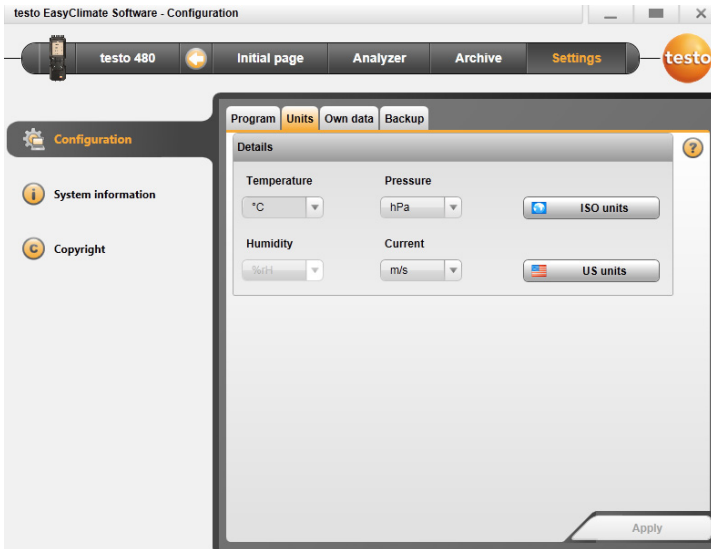 testo EasyClimate Software - Configuration
testo 480
Initial page
Analyzer
Archive
Settings
testo
Configuration
System information
Copyright
Program
Units
Own data
Backup
Details
?
Temperature
Pressure
°C
hPa
ISO units
Humidity
Current
%rH
m/s
US units
Apply